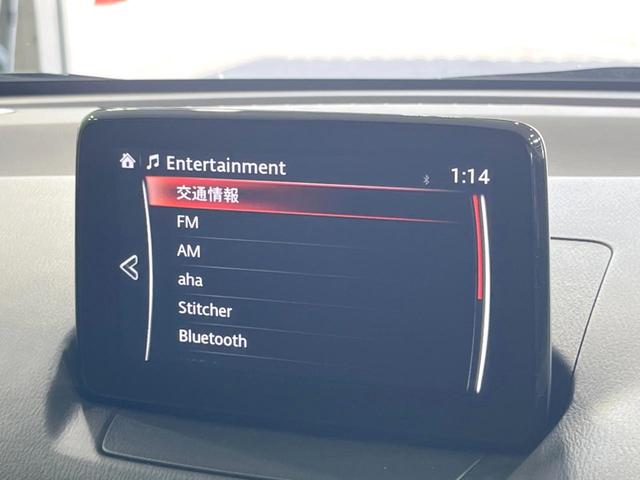 Entertainment
1:14
交通情報
FM
AM
aha
Stitcher
Bluetooth